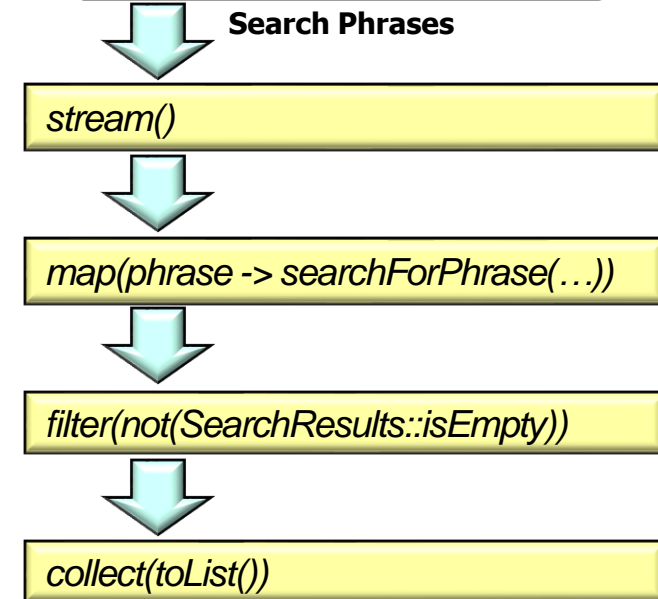 Search Phrases
stream()
map(phrase -> searchForPhrase(…))
filter(not(SearchResults::isEmpty))
collect(toList())